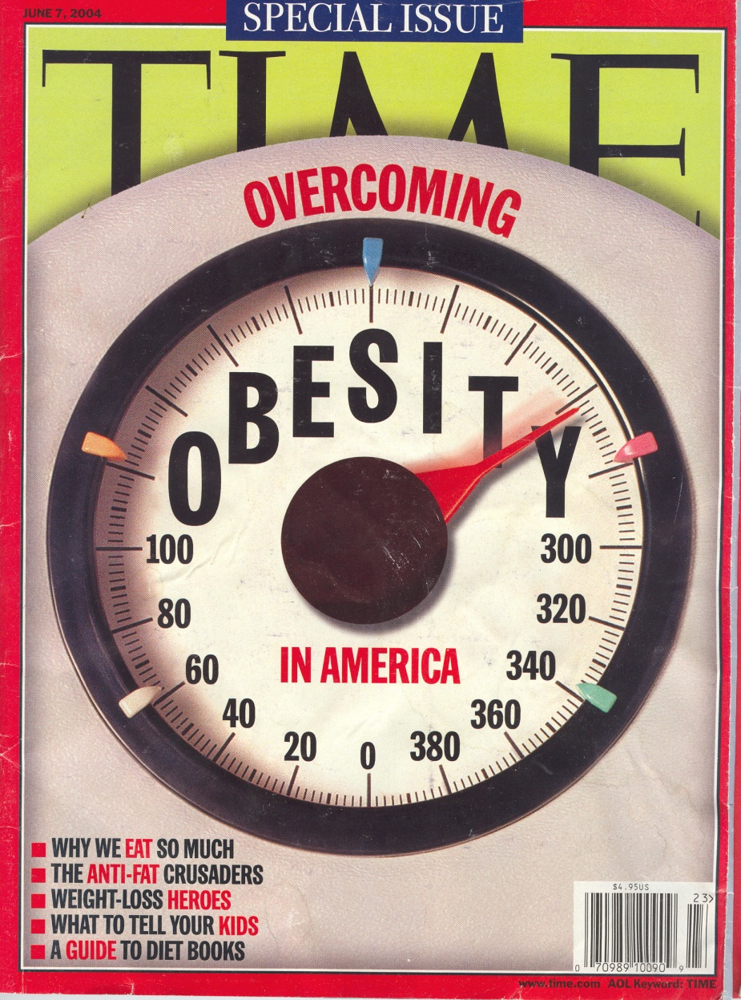 JUNE 7, 2004
SPECIAL ISSUE
TIME
OVERCOMING
OBESITY
100
300
80
320
60
IN AMERICA
340
40
360
20
0
380
WHY WE EAT SO MUCH
THE ANTI-FAT CRUSADERS
WEIGHT-LOSS HEROES
WHAT TO TELL YOUR KIDS
A GUIDE TO DIET BOOKS
$4.95US
23>
0 70989 10090 9
www.time.com AOL Keyword: TIME